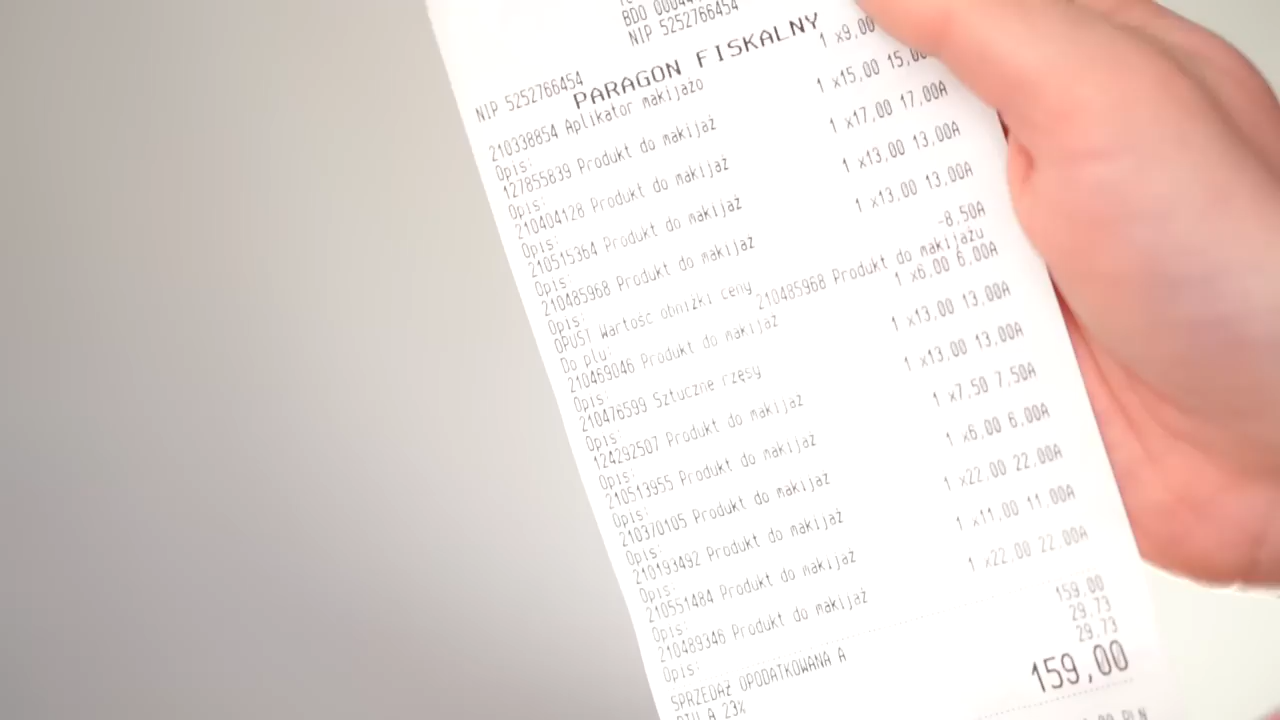 BDO
NIP 5252766454
NIP 5252766454
PARAGON FISKALNY
210338854 Aplikator makijażo 1 x9,00
Opis:
127855839 Produkt do makijaż 1 x15,00 15,00
Opis:
210404128 Produkt do makijaż 1 x17,00 17,00A
Opis:
210515364 Produkt do makijaż 1 x13,00 13,00A
Opis:
210485968 Produkt do makijaż 1 x13,00 13,00A
Opis:
OPUST Wartość obniżki ceny -8,50A
Do plu: 210485968 Produkt do makijażu
210469046 Produkt do makijaż 1 x6,00 6,00A
Opis:
210476599 Sztuczne rzęsy 1 x13,00 13,00A
Opis:
124292507 Produkt do makijaż 1 x13,00 13,00A
Opis:
210513955 Produkt do makijaż 1 x7,50 7,50A
Opis:
210370105 Produkt do makijaż 1 x6,00 6,00A
Opis:
210193492 Produkt do makijaż 1 x22,00 22,00A
Opis:
210551484 Produkt do makijaż 1 x11,00 11,00A
Opis:
210489346 Produkt do makijaż 1 x22,00 22,00A
Opis:
SPRZEDAŻ OPODATKOWANA A 159,00
PTU A 23% 29,73
29,73
159,00
PLN